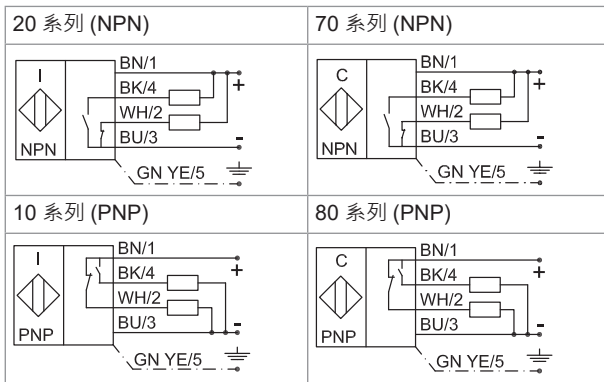 20 系列 (NPN)
I
NPN
BN/1
BK/4
WH/2
BU/3
+
-
GN YE/5
70 系列 (NPN)
C
NPN
BN/1
BK/4
WH/2
BU/3
+
-
GN YE/5
10 系列 (PNP)
I
PNP
BN/1
BK/4
WH/2
BU/3
+
-
GN YE/5
80 系列 (PNP)
C
PNP
BN/1
BK/4
WH/2
BU/3
+
-
GN YE/5